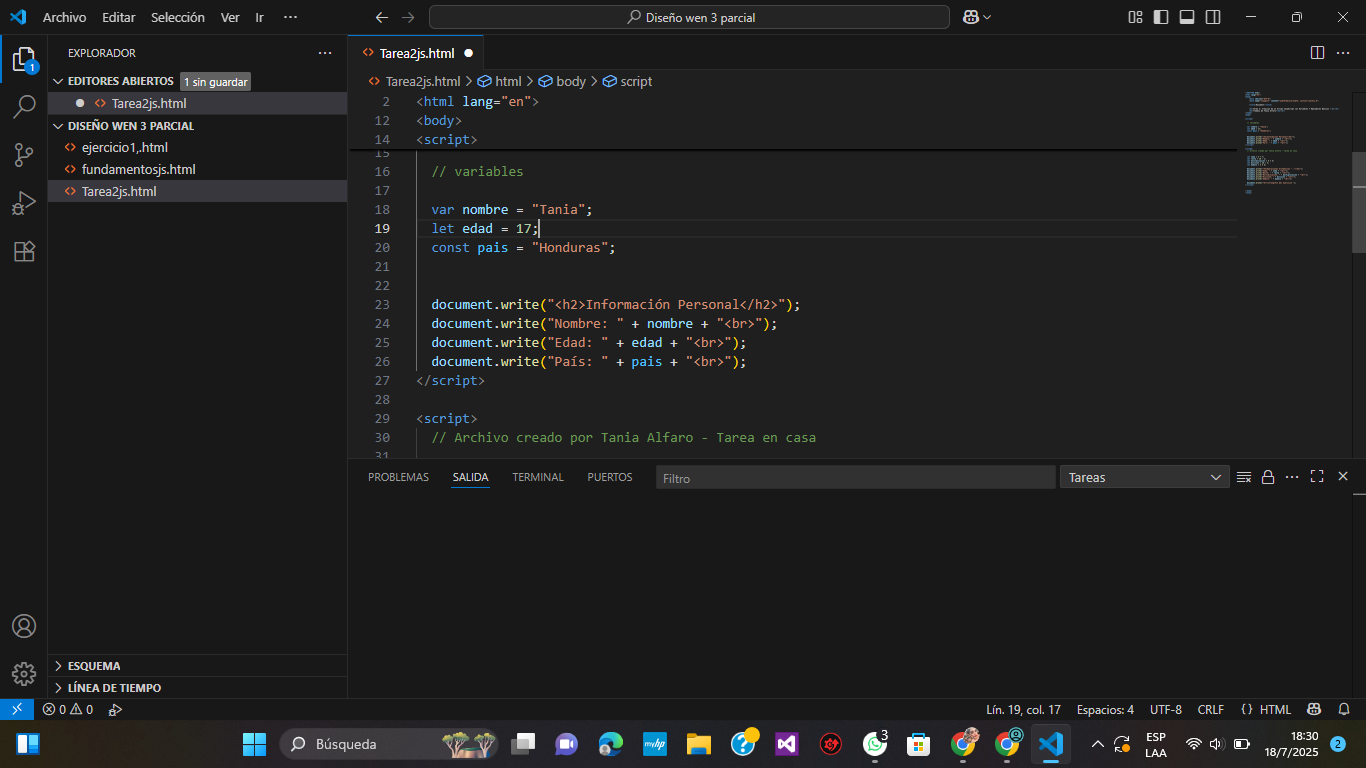 Archivo Editar Selección Ver Ir ··· Diseño wen 3 parcial
EXPLORADOR ···
1
EDITORES ABIERTOS 1 sin guardar
Tarea2js.html
DISEÑO WEN 3 PARCIAL
ejercicio1,.html
fundamentosjs.html
Tarea2js.html
ESQUEMA
LÍNEA DE TIEMPO
Tarea2js.html
Tarea2js.html > html > body > script
2 <html lang="en">
12 <body>
14 <script>
15
16 // variables
17
18 var nombre = "Tania";
19 let edad = 17;
20 const pais = "Honduras";
21
22
23 document.write("<h2>Información Personal</h2>");
24 document.write("Nombre: " + nombre + "<br>");
25 document.write("Edad: " + edad + "<br>");
26 document.write("País: " + pais + "<br>");
27 </script>
28
29 <script>
30 // Archivo creado por Tania Alfaro - Tarea en casa
31
PROBLEMAS SALIDA TERMINAL PUERTOS Filtro Tareas ···
0 0 Lín. 19, col. 17 Espacios: 4 UTF-8 CRLF {} HTML
Búsqueda myhp 3 ESP LAA 18:30 18/7/2025 2